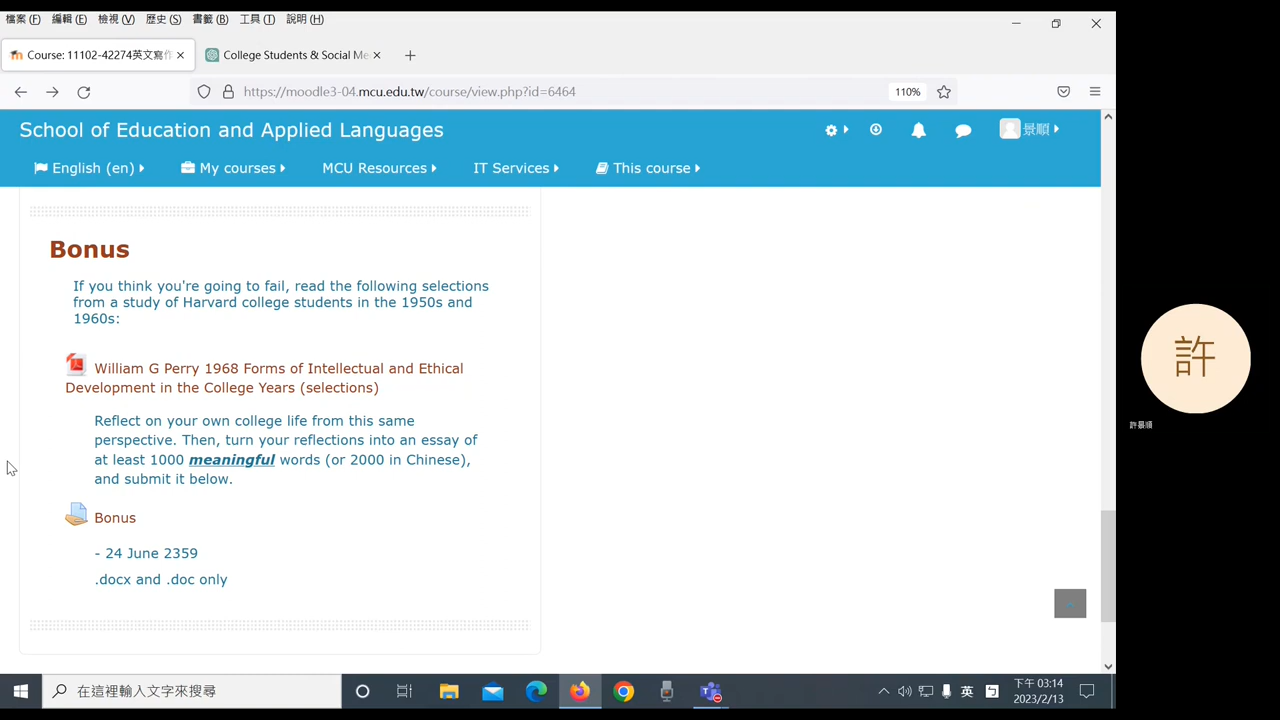 檔案 (F) 編輯 (E) 檢視 (V) 歷史 (S) 書籤 (B) 工具 (T) 說明 (H)
Course: 11102-42274英文寫作
College Students & Social Me
https://moodle3-04.mcu.edu.tw/course/view.php?id=6464
110%
School of Education and Applied Languages
景順
English (en) My courses MCU Resources IT Services This course
Bonus
If you think you're going to fail, read the following selections
from a study of Harvard college students in the 1950s and
1960s:
William G Perry 1968 Forms of Intellectual and Ethical
Development in the College Years (selections)
Reflect on your own college life from this same
perspective. Then, turn your reflections into an essay of
at least 1000 meaningful words (or 2000 in Chinese),
and submit it below.
Bonus
- 24 June 2359
.docx and .doc only
許
許景順
在這裡輸入文字來搜尋
英
下午 03:14
2023/2/13